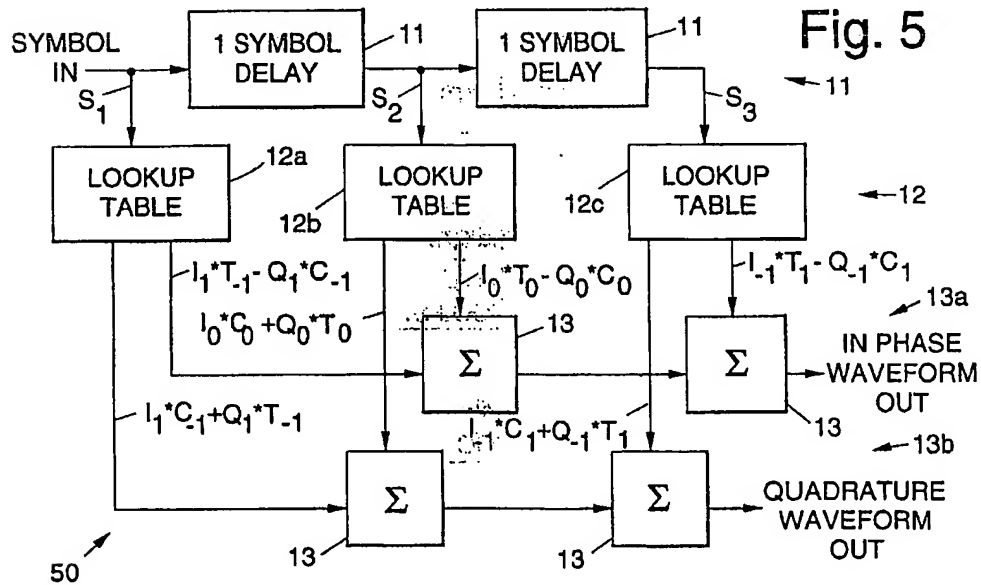 Fig. 5
SYMBOL
IN
1 SYMBOL
DELAY
11
1 SYMBOL
DELAY
11
11
S1
S2
S3
LOOKUP
TABLE
12a
LOOKUP
TABLE
12b
LOOKUP
TABLE
12c
12
I1*T-1 - Q1*C-1
I0*T0 - Q0*C0
I-1*T1 - Q-1*C1
I0*C0 + Q0*T0
13a
Σ
13
Σ
13
IN PHASE
WAVEFORM
OUT
I1*C-1 + Q1*T-1
I-1*C1 + Q-1*T1
13b
Σ
13
Σ
13
QUADRATURE
WAVEFORM
OUT
50